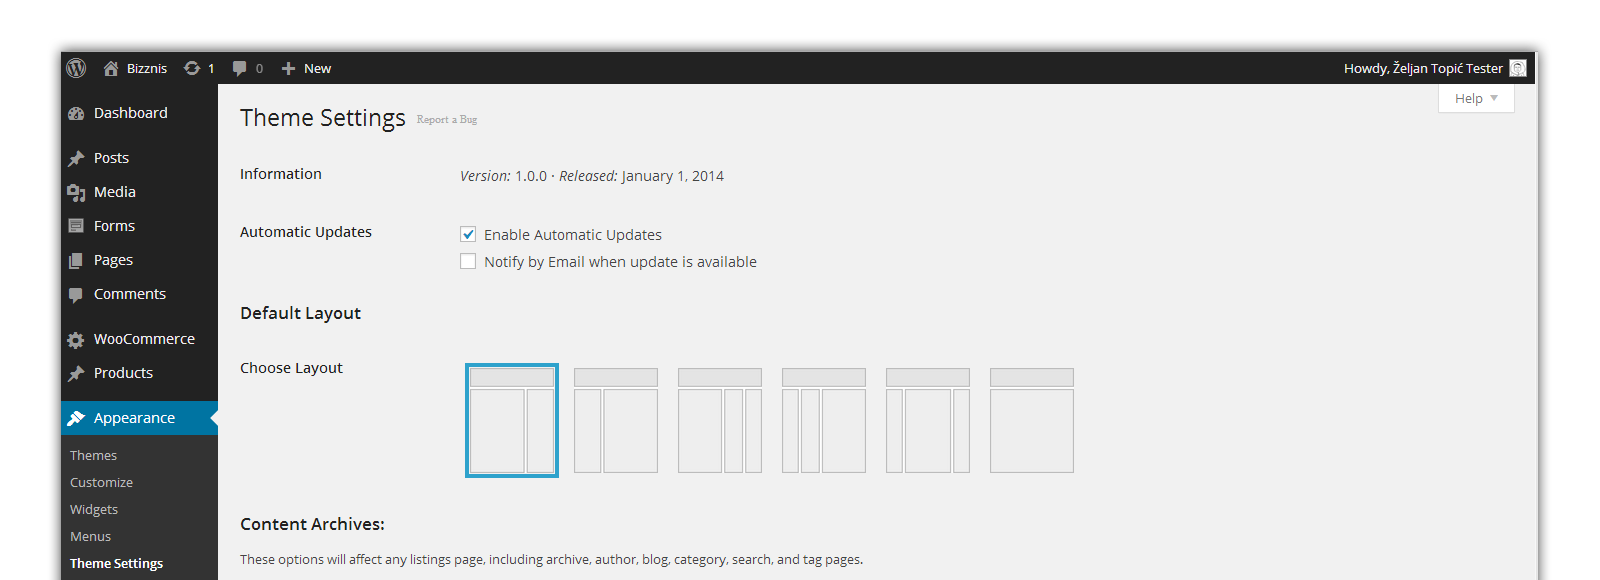 Bizznis 1 0 New Howdy, Željan Topić Tester
Help
Dashboard
Posts
Media
Forms
Pages
Comments
WooCommerce
Products
Appearance
Themes
Customize
Widgets
Menus
Theme Settings
Theme Settings Report a Bug
Information Version: 1.0.0 · Released: January 1, 2014
Automatic Updates Enable Automatic Updates
Notify by Email when update is available
Default Layout
Choose Layout
Content Archives:
These options will affect any listings page, including archive, author, blog, category, search, and tag pages.